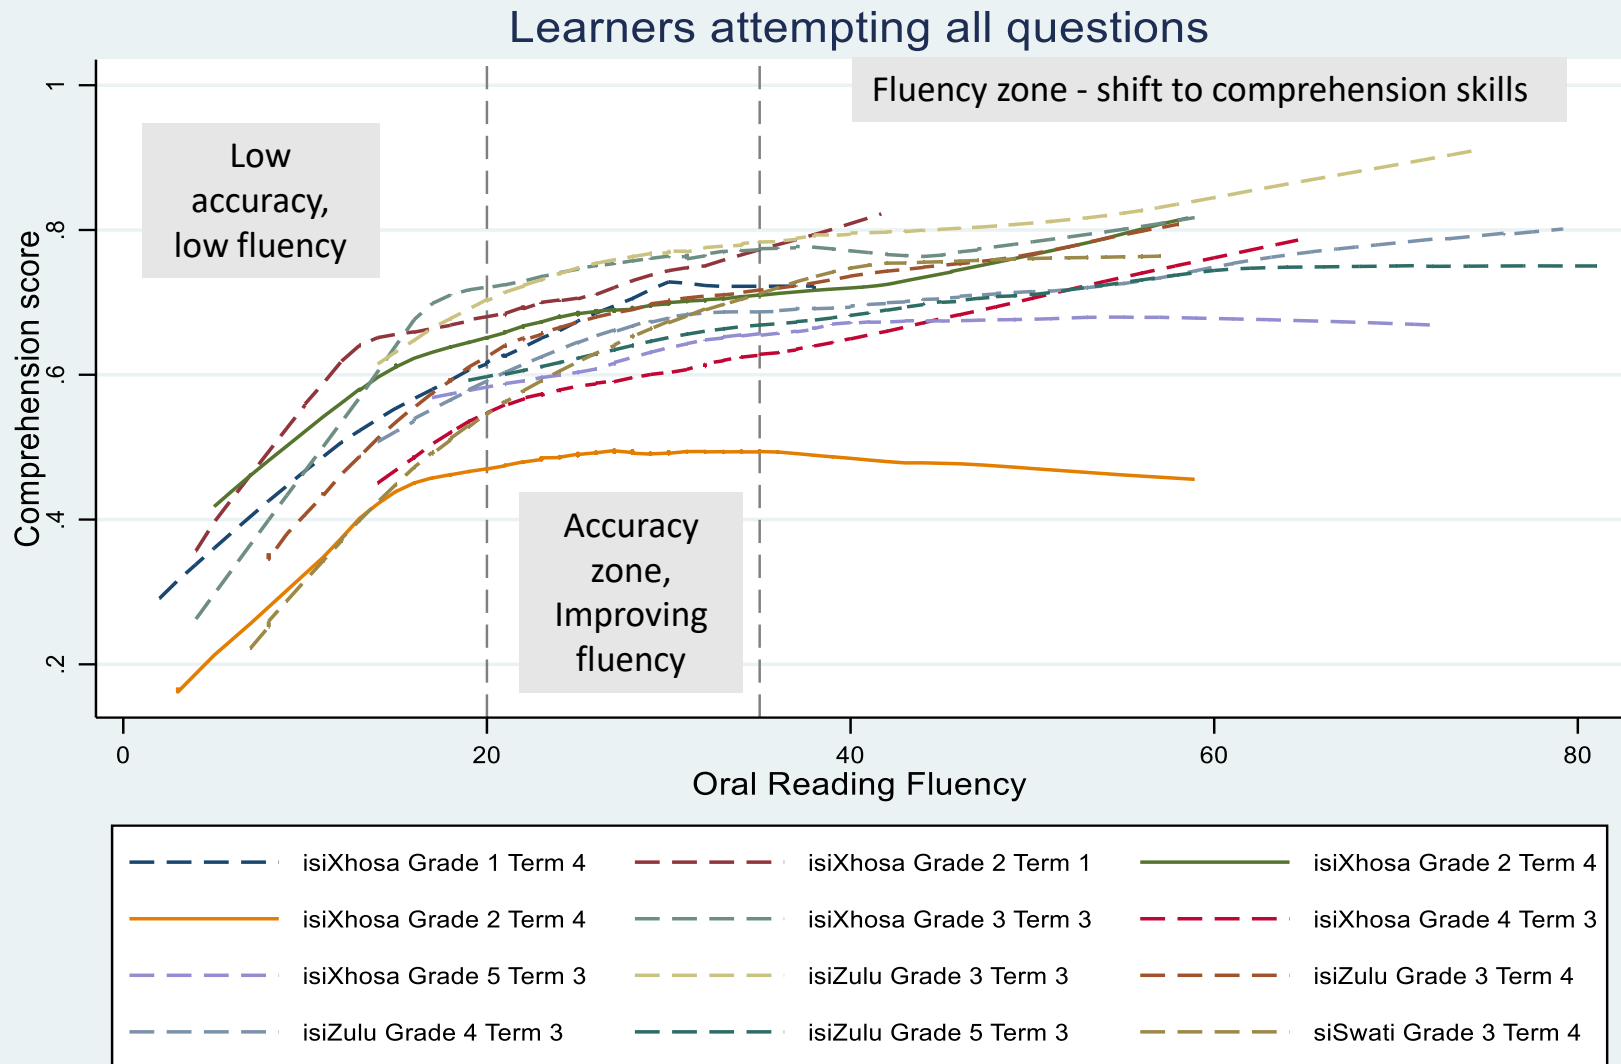 Learners attempting all questions
Fluency zone - shift to comprehension skills
Low
accuracy,
low fluency
Accuracy
zone,
Improving
fluency
Comprehension score
1
.8
.6
.4
.2
0 20 40 60 80
Oral Reading Fluency
isiXhosa Grade 1 Term 4 isiXhosa Grade 2 Term 1 isiXhosa Grade 2 Term 4
isiXhosa Grade 2 Term 4 isiXhosa Grade 3 Term 3 isiXhosa Grade 4 Term 3
isiXhosa Grade 5 Term 3 isiZulu Grade 3 Term 3 isiZulu Grade 3 Term 4
isiZulu Grade 4 Term 3 isiZulu Grade 5 Term 3 siSwati Grade 3 Term 4